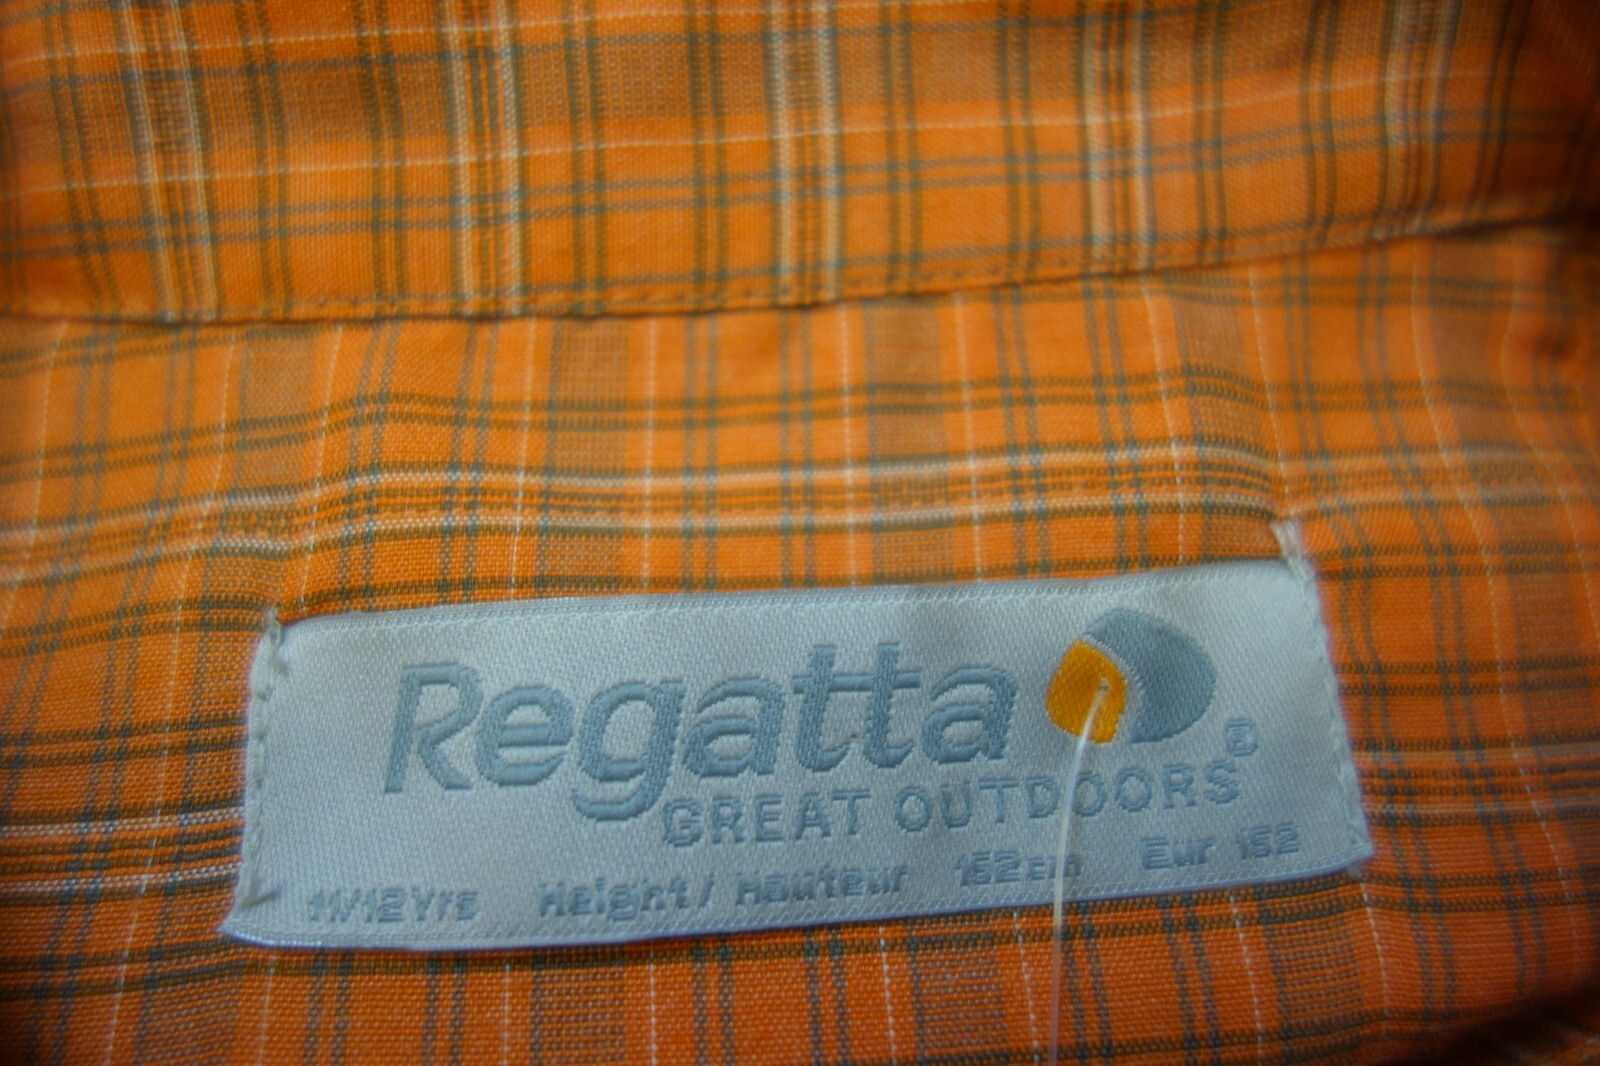 Regatta
GREAT OUTDOORS®
11/12Yrs Height / Hauteur 152cm Eur 152